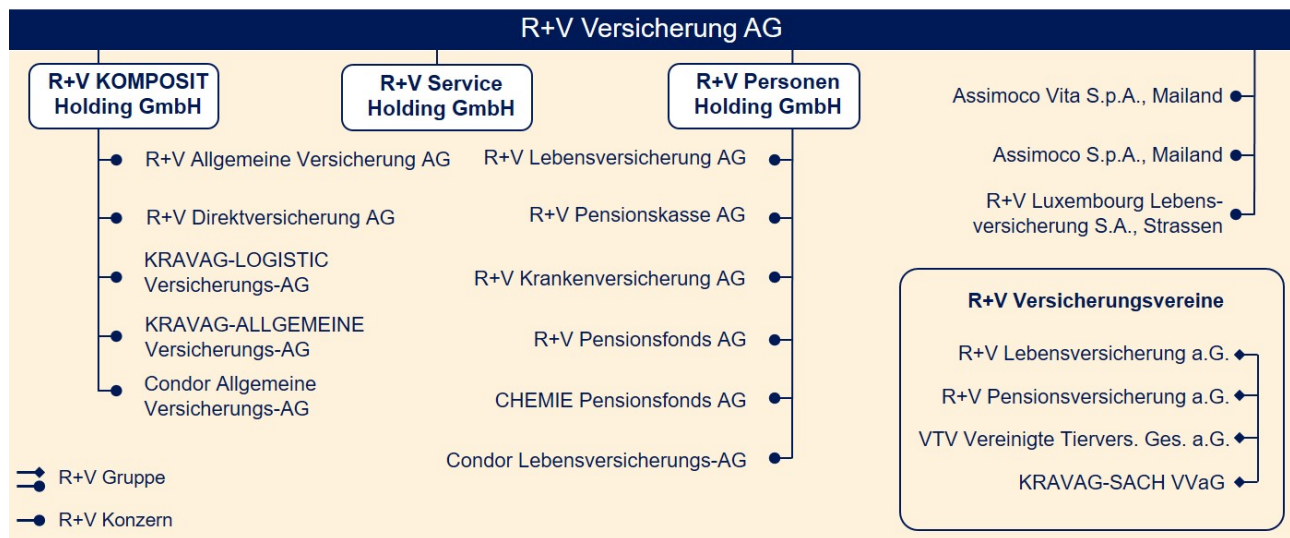 R+V Versicherung AG
R+V KOMPOSIT
Holding GmbH
R+V Allgemeine Versicherung AG
R+V Direktversicherung AG
KRAVAG-LOGISTIC
Versicherungs-AG
KRAVAG-ALLGEMEINE
Versicherungs-AG
Condor Allgemeine
Versicherungs-AG
R+V Service
Holding GmbH
R+V Personen
Holding GmbH
R+V Lebensversicherung AG
R+V Pensionskasse AG
R+V Krankenversicherung AG
R+V Pensionsfonds AG
CHEMIE Pensionsfonds AG
Condor Lebensversicherungs-AG
Assimoco Vita S.p.A., Mailand
Assimoco S.p.A., Mailand
R+V Luxembourg Lebens-
versicherung S.A., Strassen
R+V Versicherungsvereine
R+V Lebensversicherung a.G.
R+V Pensionsversicherung a.G.
VTV Vereinigte Tiervers. Ges. a.G.
KRAVAG-SACH VVaG
R+V Gruppe
R+V Konzern